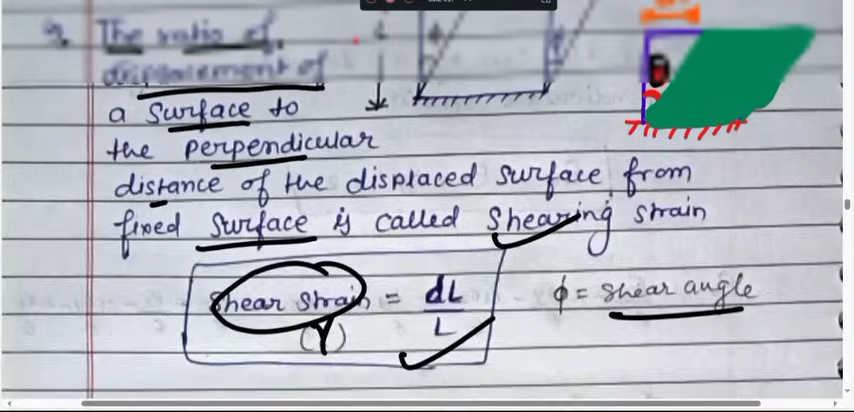 The ratio of
displacement of
a surface to
the perpendicular
distance of the displaced surface from
fixed surface is called Shearing strain
Shear strain = dL/L
ϕ = shear angle
(γ)